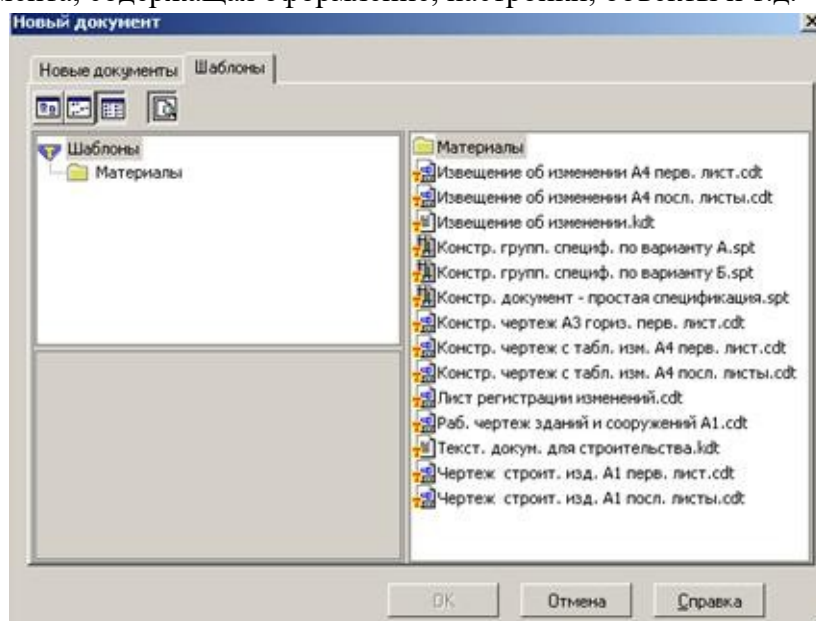 содержащая оформление, настройки, объекты и т.д.
Новый документ
Новые документы Шаблоны
Шаблоны
Материалы
Материалы
Извещение об изменении А4 перв. лист.cdt
Извещение об изменении А4 посл. листы.cdt
Извещение об изменении.kdt
Констр. групп. специф. по варианту А.spt
Констр. групп. специф. по варианту Б.spt
Констр. документ - простая спецификация.spt
Констр. чертеж А3 гориз. перв. лист.cdt
Констр. чертеж с табл. изм. А4 перв. лист.cdt
Констр. чертеж с табл. изм. А4 посл. листы.cdt
Лист регистрации изменений.cdt
Раб. чертеж зданий и сооружений А1.cdt
Текст. докум. для строительства.kdt
Чертеж строит. изд. А1 перв. лист.cdt
Чертеж строит. изд. А1 посл. листы.cdt
OK Отмена Справка